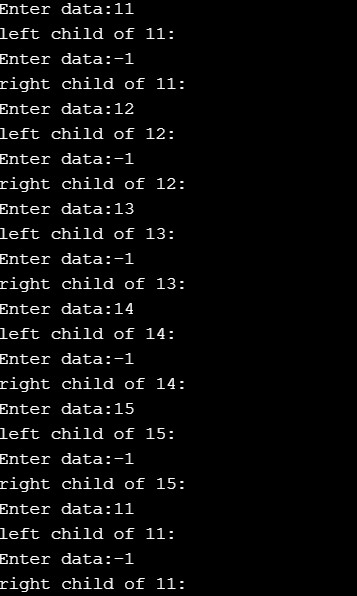 Enter data:11
left child of 11:
Enter data:-1
right child of 11:
Enter data:12
left child of 12:
Enter data:-1
right child of 12:
Enter data:13
left child of 13:
Enter data:-1
right child of 13:
Enter data:14
left child of 14:
Enter data:-1
right child of 14:
Enter data:15
left child of 15:
Enter data:-1
right child of 15:
Enter data:11
left child of 11:
Enter data:-1
right child of 11: